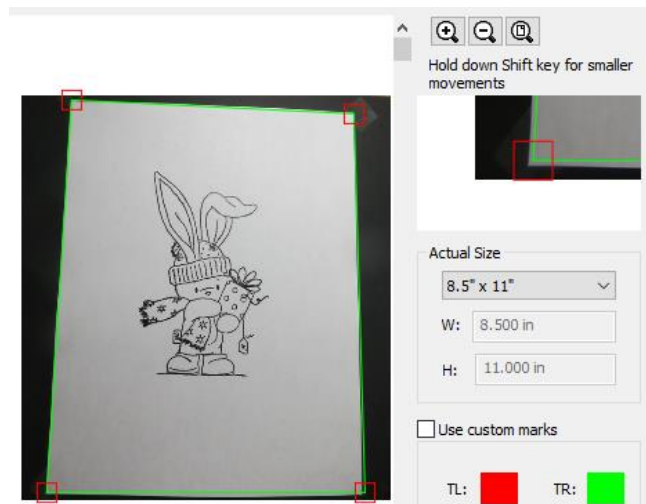 Hold down Shift key for smaller
movements
Actual Size
8.5" x 11"
W: 8.500 in
H: 11.000 in
Use custom marks
TL: TR: